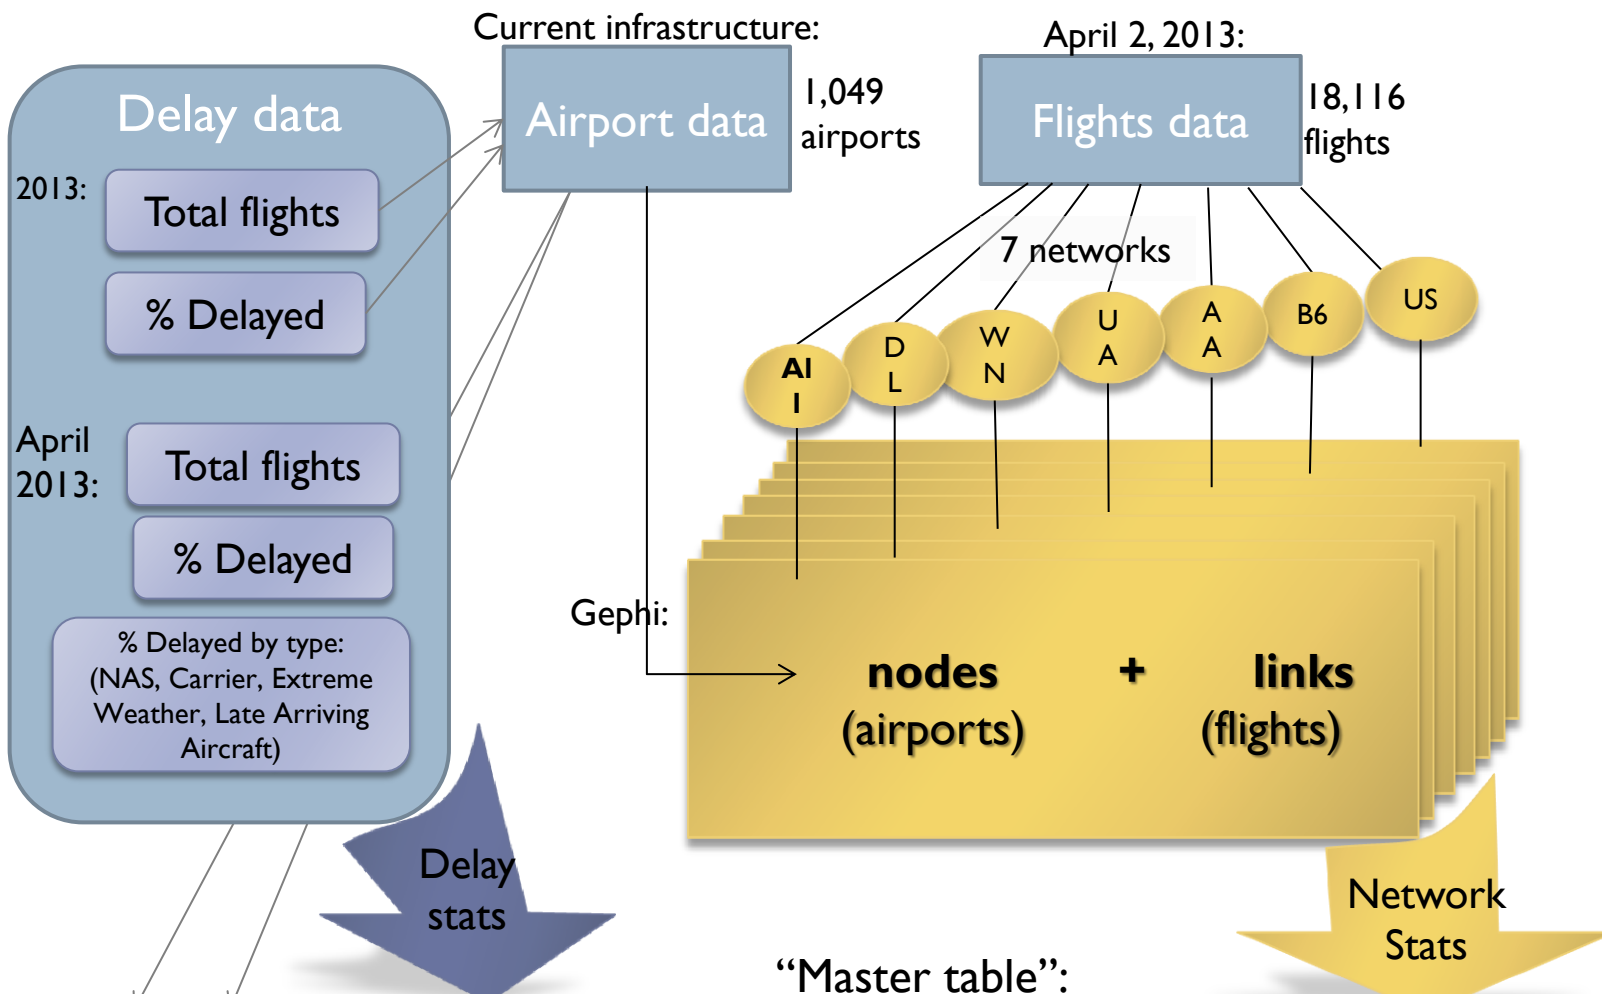 Current infrastructure:
April 2, 2013:
Delay data
Airport data
1,049
airports
Flights data
18,116
flights
2013:
Total flights
% Delayed
7 networks
Al
l
D
L
W
N
U
A
A
A
B6
US
April
2013:
Total flights
% Delayed
% Delayed by type:
(NAS, Carrier, Extreme
Weather, Late Arriving
Aircraft)
Gephi:
nodes + links
(airports) (flights)
Delay
stats
Network
Stats
“Master table”: